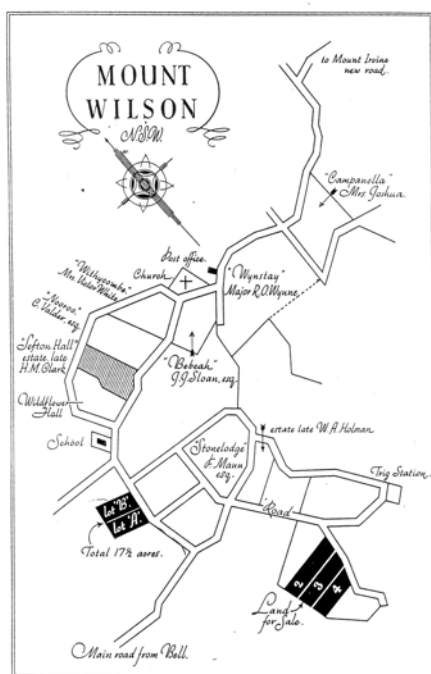 MOUNT
WILSON
N.S.W.
to Mount Irvine
new road.
"Campanella"
Mrs. Joshua.
Post office.
Church
"Wynstay"
Major R.O. Wynne,
"Withycombe"
Mrs. Victor White
"Nooroo"
C. Valder, esq.
"Sefton Hall"
estate, late
H.M. Clark
"Bebeah"
G.G. Sloan, esq.
Wildflower
Hall
School
estate late W. A. Holman
"Stonelodge"
F. Mann
esq.
Trig Station
Road
lot 'B'.
lot 'A'.
Total 17½ acres.
2
3
4
Land
for Sale.
Main road from Bell.